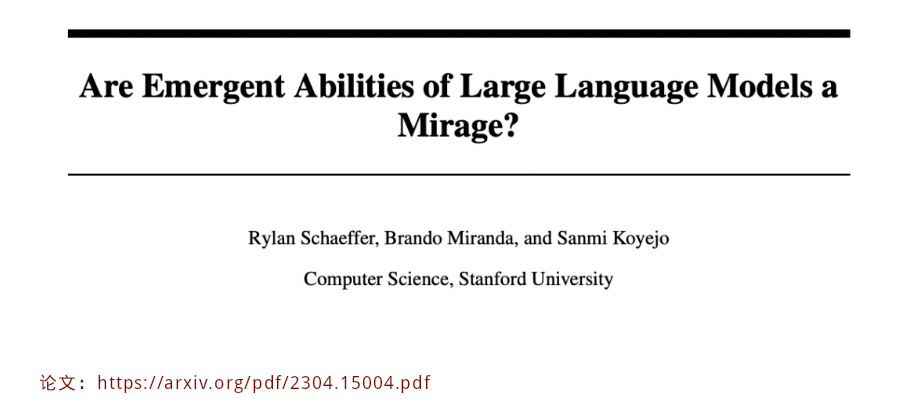 Are Emergent Abilities of Large Language Models a
Mirage?
Rylan Schaeffer, Brando Miranda, and Sanmi Koyejo
Computer Science, Stanford University
论文：https://arxiv.org/pdf/2304.15004.pdf